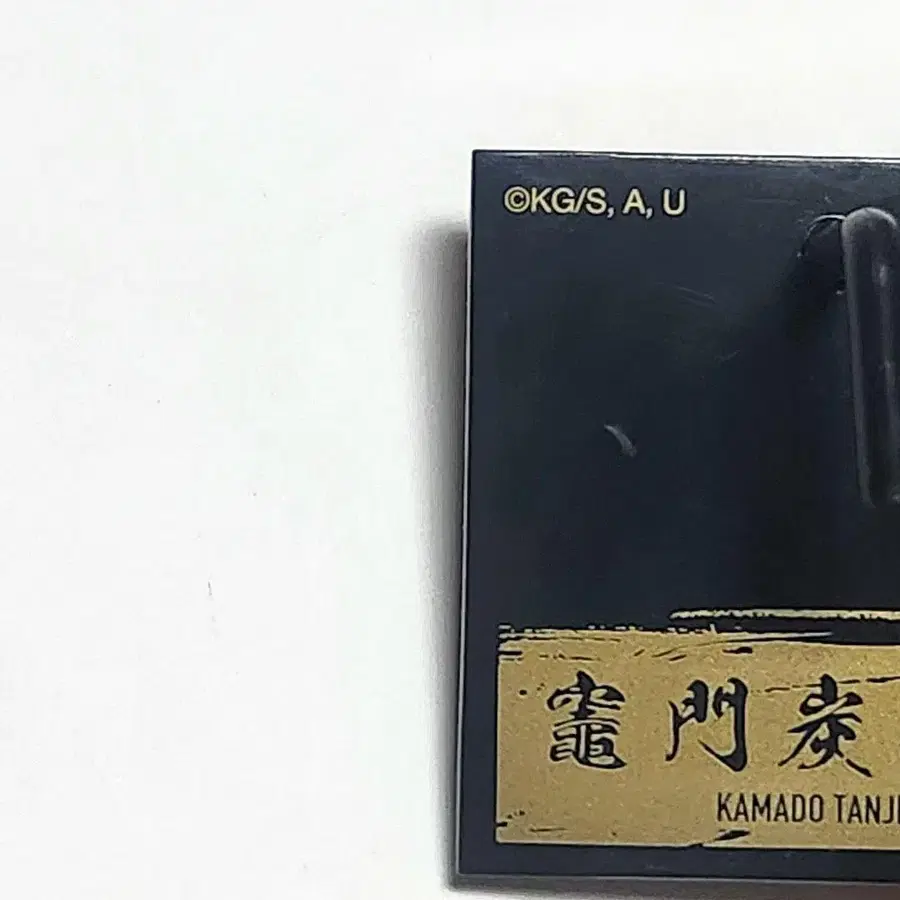 ©KG/S, A, U
竈門炭
KAMADO TANJ